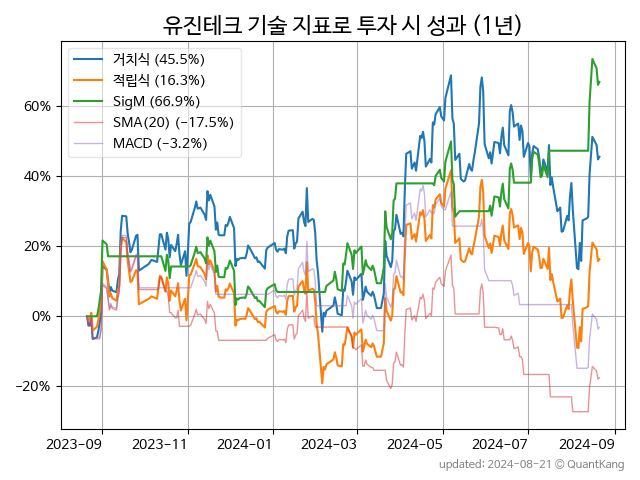 유진테크 기술 지표로 투자 시 성과 (1년)
거치식 (45.5%)
적립식 (16.3%)
SigM (66.9%)
SMA(20) (−17.5%)
MACD (−3.2%)
60%
40%
20%
0%
−20%
2023-09 2023-11 2024-01 2024-03 2024-05 2024-07 2024-09
updated: 2024-08-21 © QuantKang